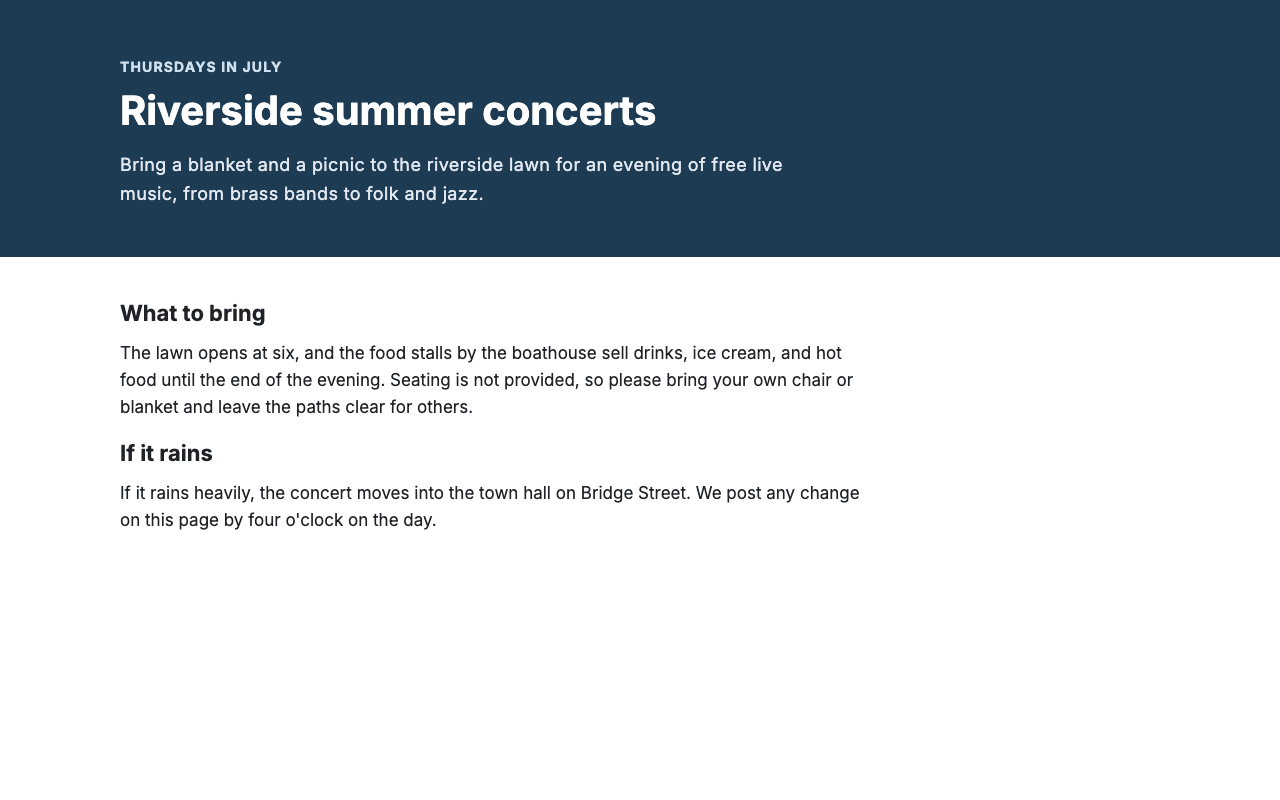 THURSDAYS IN JULY
Riverside summer concerts
Bring a blanket and a picnic to the riverside lawn for an evening of free live
music, from brass bands to folk and jazz.
What to bring
The lawn opens at six, and the food stalls by the boathouse sell drinks, ice cream, and hot
food until the end of the evening. Seating is not provided, so please bring your own chair or
blanket and leave the paths clear for others.
If it rains
If it rains heavily, the concert moves into the town hall on Bridge Street. We post any change
on this page by four o'clock on the day.